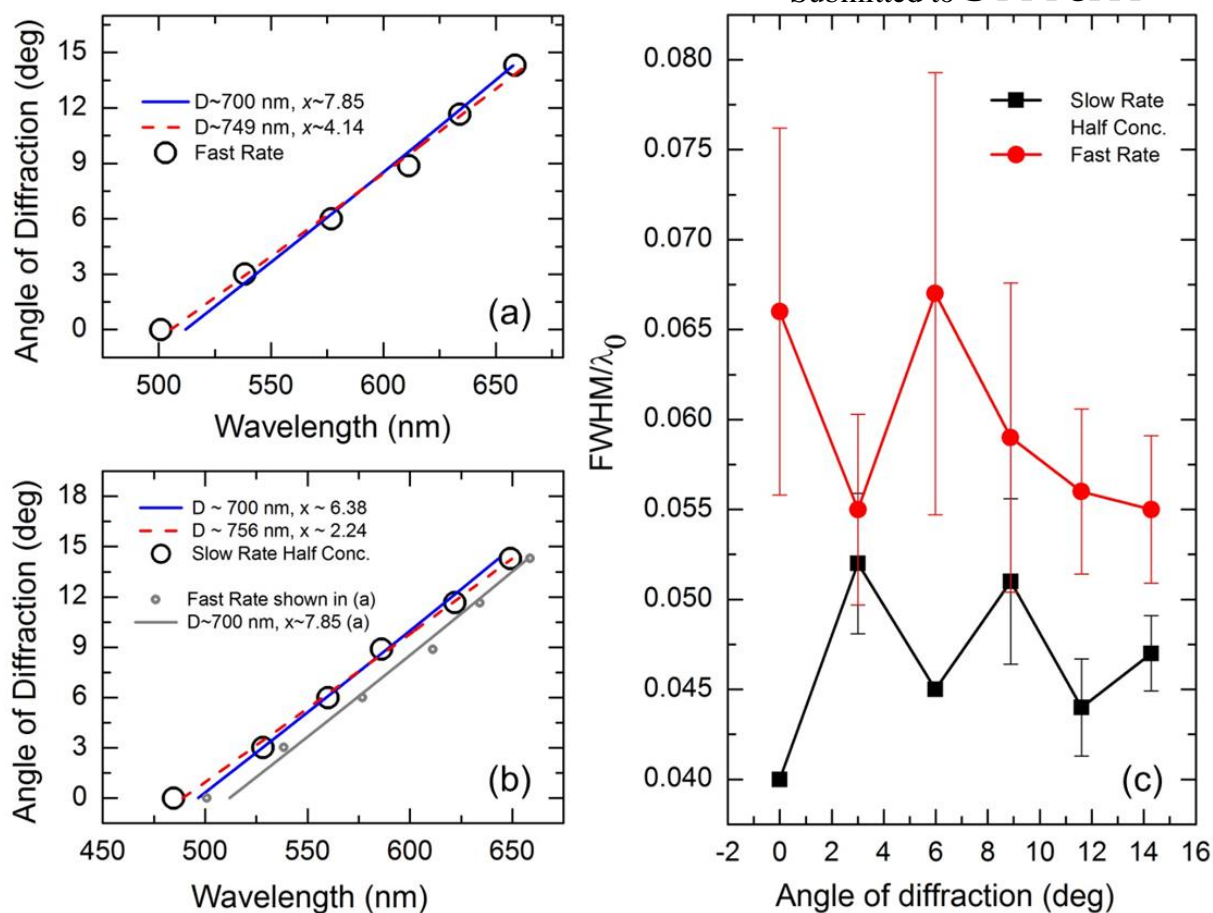 Submitted to
Angle of Diffraction (deg)
15
12
9
6
3
0
D~700 nm, x~7.85
D~749 nm, x~4.14
Fast Rate
(a)
500 550 600 650
Wavelength (nm)
Angle of Diffraction (deg)
18
15
12
9
6
3
0
D ~ 700 nm, x ~ 6.38
D ~ 756 nm, x ~ 2.24
Slow Rate Half Conc.
Fast Rate shown in (a)
D~700 nm, x~7.85 (a)
(b)
450 500 550 600 650
Wavelength (nm)
FWHM/λ0
0.080
0.075
0.070
0.065
0.060
0.055
0.050
0.045
0.040
Slow Rate
Half Conc.
Fast Rate
(c)
-2 0 2 4 6 8 10 12 14 16
Angle of diffraction (deg)